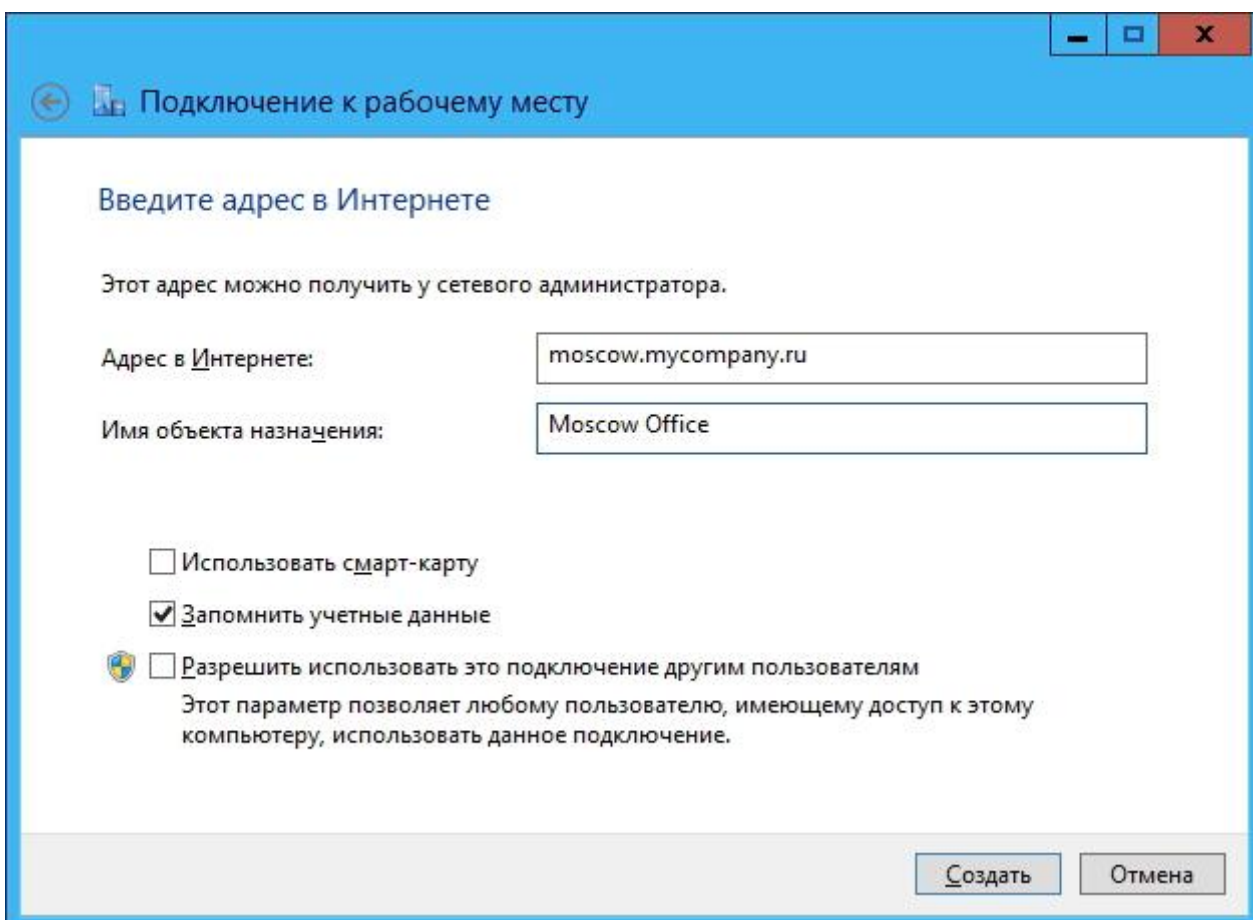 Подключение к рабочему месту
Введите адрес в Интернете
Этот адрес можно получить у сетевого администратора.
Адрес в Интернете: moscow.mycompany.ru
Имя объекта назначения: Moscow Office
Использовать смарт-карту
Запомнить учетные данные
Разрешить использовать это подключение другим пользователям
Этот параметр позволяет любому пользователю, имеющему доступ к этому
компьютеру, использовать данное подключение.
Создать Отмена